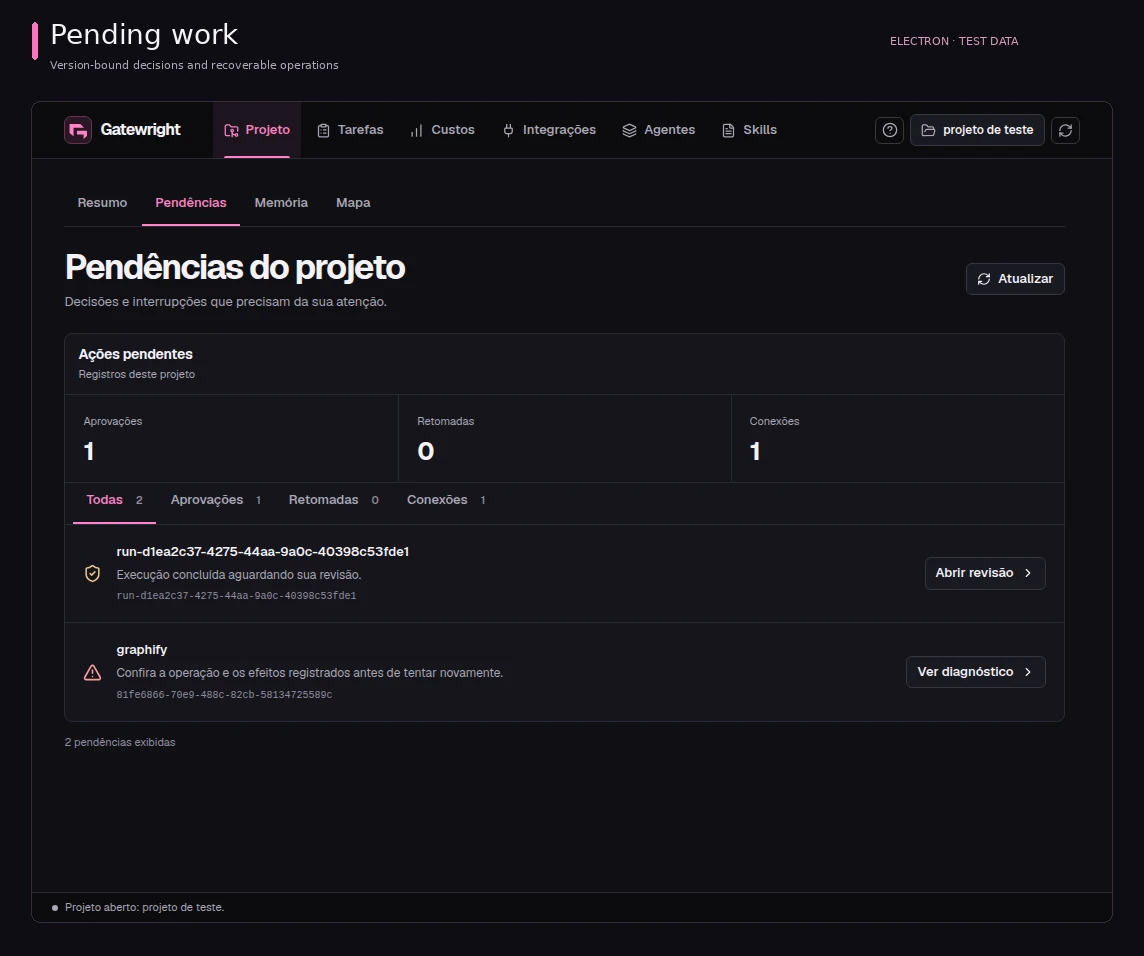 Pending work
Version-bound decisions and recoverable operations
ELECTRON · TEST DATA
Gatewright
Projeto
Tarefas
Custos
Integrações
Agentes
Skills
projeto de teste
Resumo
Pendências
Memória
Mapa
Pendências do projeto
Decisões e interrupções que precisam da sua atenção.
Atualizar
Ações pendentes
Registros deste projeto
Aprovações
1
Retomadas
0
Conexões
1
Todas 2
Aprovações 1
Retomadas 0
Conexões 1
run-d1ea2c37-4275-44aa-9a0c-40398c53fde1
Execução concluída aguardando sua revisão.
run-d1ea2c37-4275-44aa-9a0c-40398c53fde1
Abrir revisão
graphify
Confira a operação e os efeitos registrados antes de tentar novamente.
81fe6866-70e9-488c-82cb-58134725589c
Ver diagnóstico
2 pendências exibidas
Projeto aberto: projeto de teste.